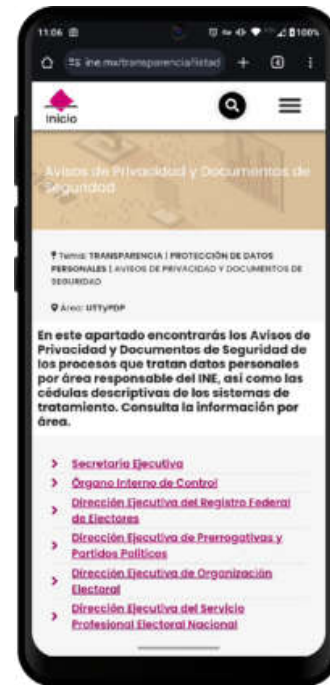 11:06
100%
ine.mx/transparencia/listad
4
Inicio
Avisos de Privacidad y Documentos de
Seguridad
Tema: TRANSPARENCIA | PROTECCIÓN DE DATOS
PERSONALES | AVISOS DE PRIVACIDAD Y DOCUMENTOS DE
SEGURIDAD
Área: UTTyPDP
En este apartado encontrarás los Avisos de
Privacidad y Documentos de Seguridad de
los procesos que tratan datos personales
por área responsable del INE, así como las
cédulas descriptivas de los sistemas de
tratamiento. Consulta la información por
área.
Secretaría Ejecutiva
Órgano Interno de Control
Dirección Ejecutiva del Registro Federal
de Electores
Dirección Ejecutiva de Prerrogativas y
Partidos Políticos
Dirección Ejecutiva de Organización
Electoral
Dirección Ejecutiva del Servicio
Profesional Electoral Nacional